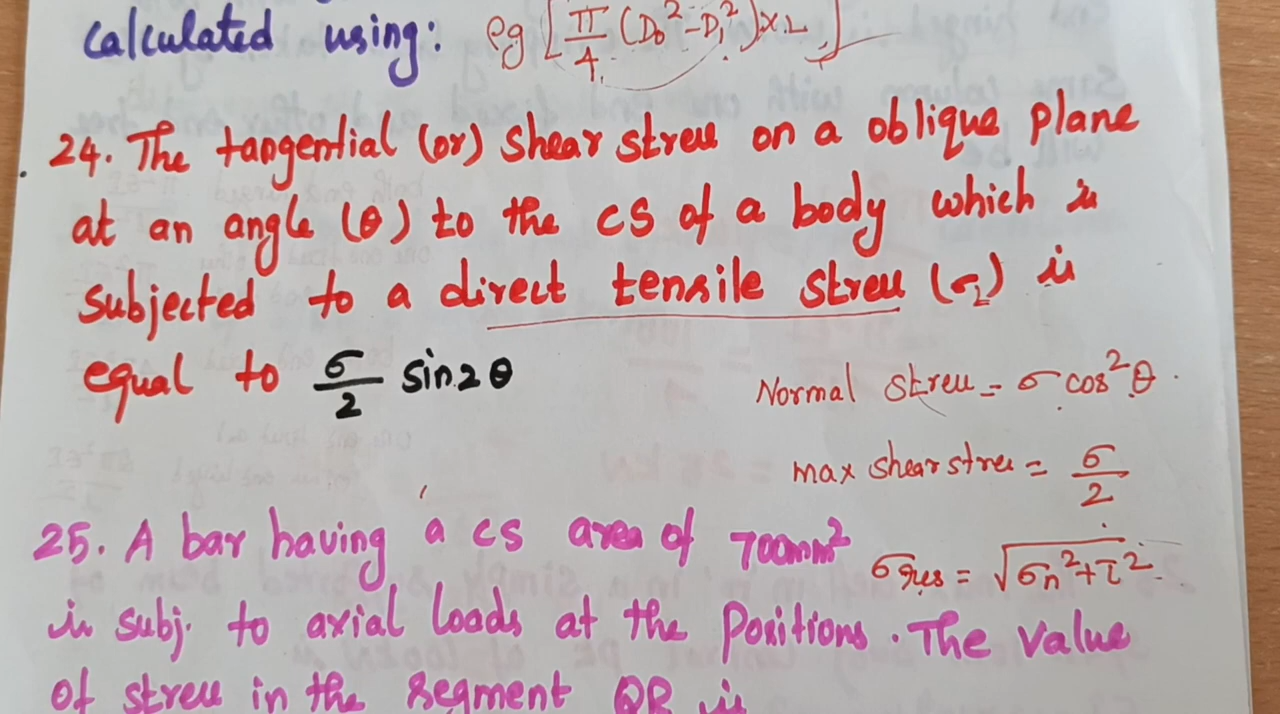 calculated using: ρg [π/4 (D₀²-D₁²)×L]
24. The tangential (or) shear stress on a oblique plane
at an angle (θ) to the cs of a body which is
subjected to a direct tensile stress (σ₁) is
equal to σ/2 sin2θ
Normal stress = σ cos²θ.
max shear stress = σ/2
25. A bar having a cs area of 700mm²
σres = √σn²+τ²
is subj. to axial loads at the positions. The value
of stress in the segment QR is